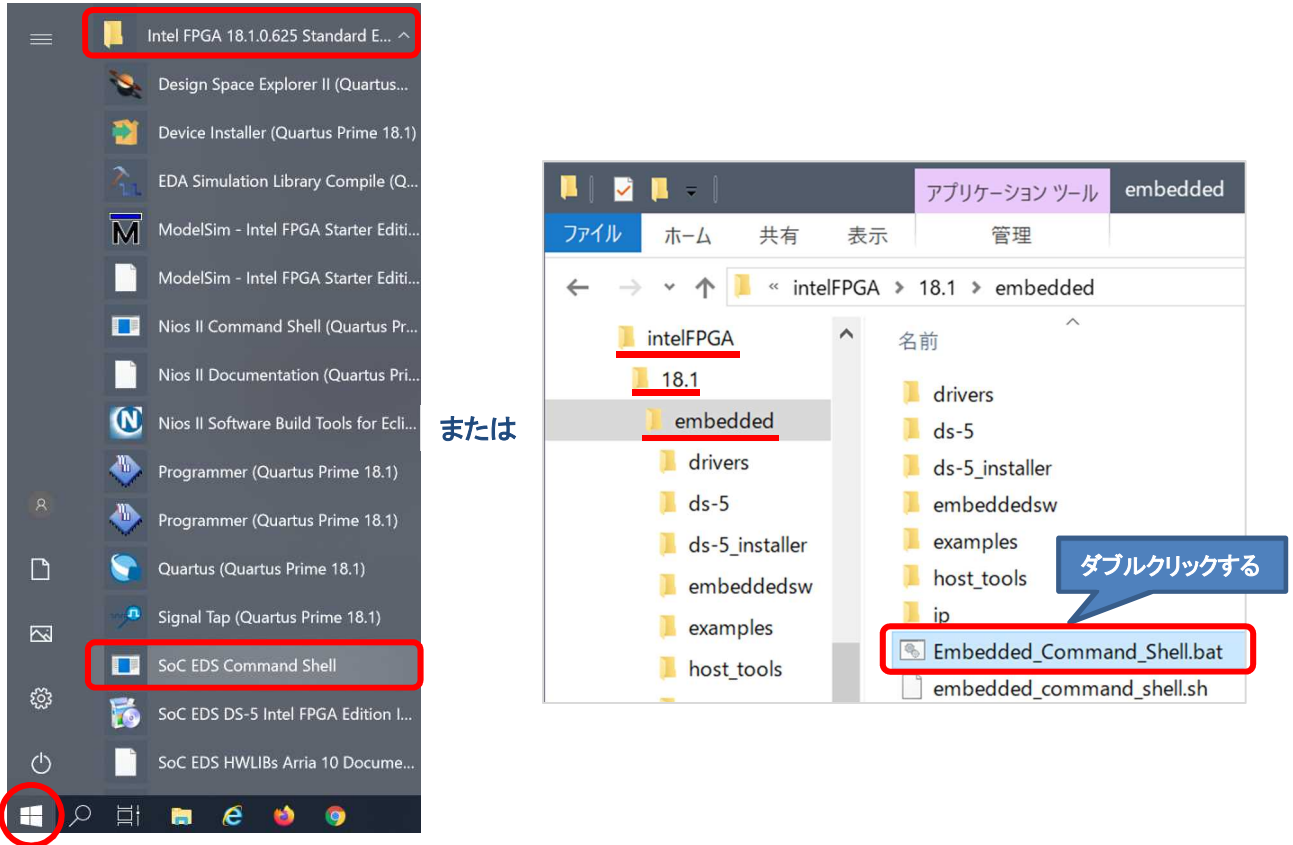 Intel FPGA 18.1.0.625 Standard E...
Design Space Explorer II (Quartus...
Device Installer (Quartus Prime 18.1)
EDA Simulation Library Compile (Q...
ModelSim - Intel FPGA Starter Editi...
ModelSim - Intel FPGA Starter Editi...
Nios II Command Shell (Quartus Pr...
Nios II Documentation (Quartus Pri...
Nios II Software Build Tools for Ecli...
Programmer (Quartus Prime 18.1)
Programmer (Quartus Prime 18.1)
Quartus (Quartus Prime 18.1)
Signal Tap (Quartus Prime 18.1)
SoC EDS Command Shell
SoC EDS DS-5 Intel FPGA Edition I...
SoC EDS HWLIBs Arria 10 Docume...
または
アプリケーション ツール embedded
ファイル ホーム 共有 表示 管理
« intelFPGA > 18.1 > embedded
intelFPGA
18.1
embedded
drivers
ds-5
ds-5_installer
embeddedsw
examples
host_tools
名前
drivers
ds-5
ds-5_installer
embeddedsw
examples
host_tools
ip
Embedded_Command_Shell.bat
embedded_command_shell.sh
ダブルクリックする